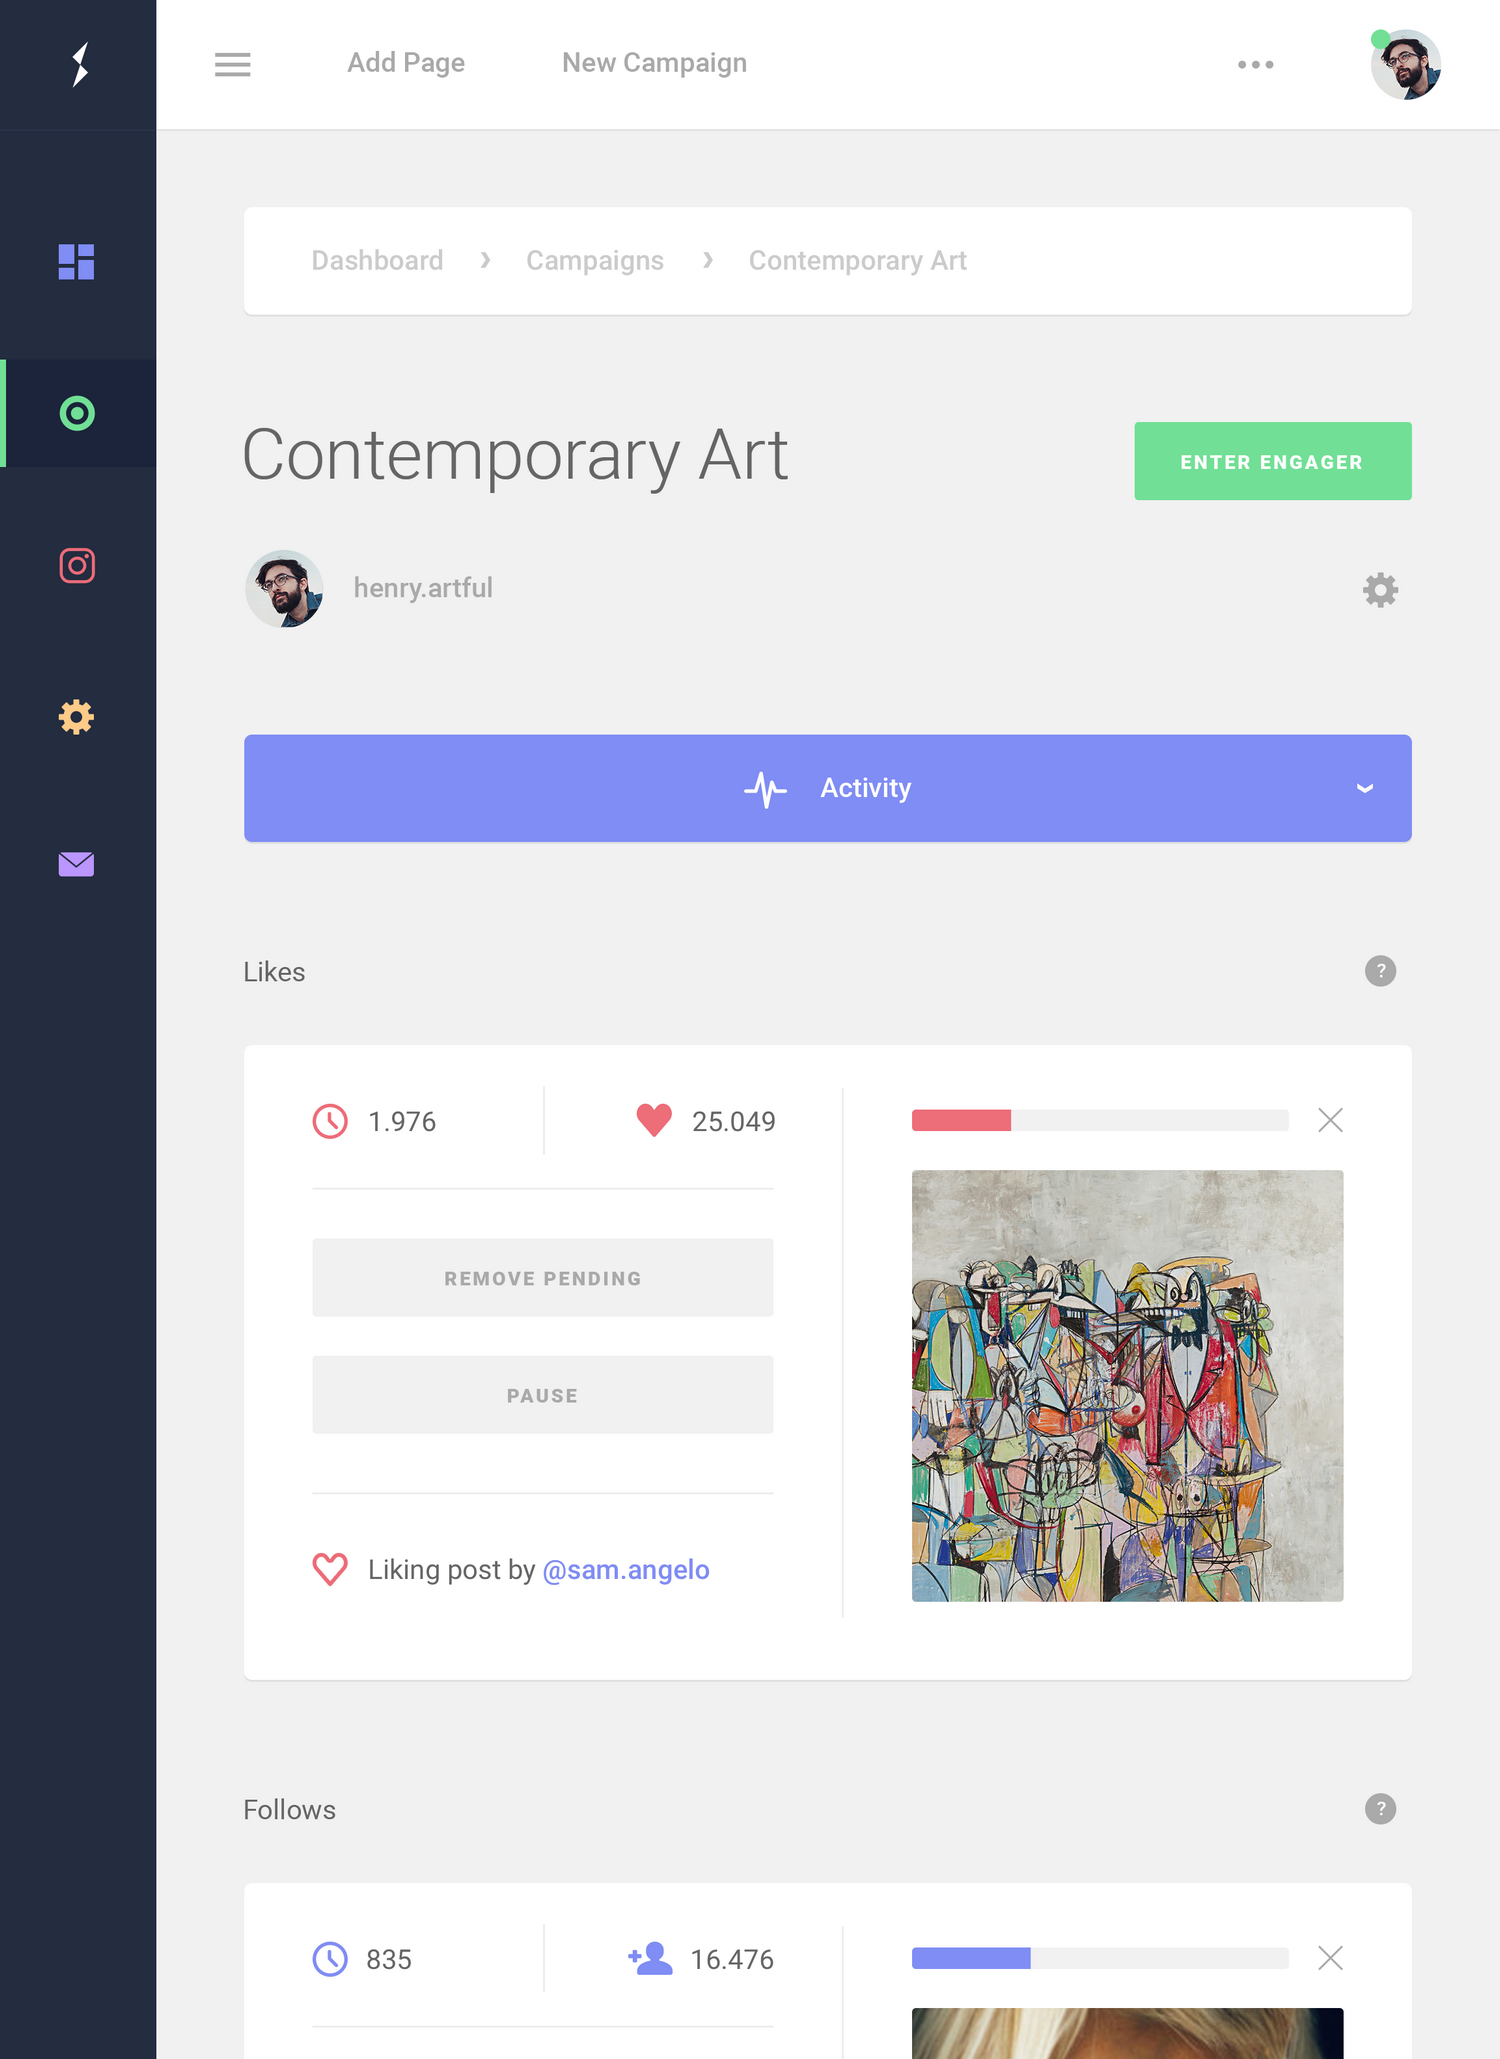 Add Page
New Campaign
Dashboard › Campaigns › Contemporary Art
Contemporary Art
ENTER ENGAGER
henry.artful
Activity
Likes
?
1.976
25.049
REMOVE PENDING
PAUSE
Liking post by @sam.angelo
Follows
?
835
16.476